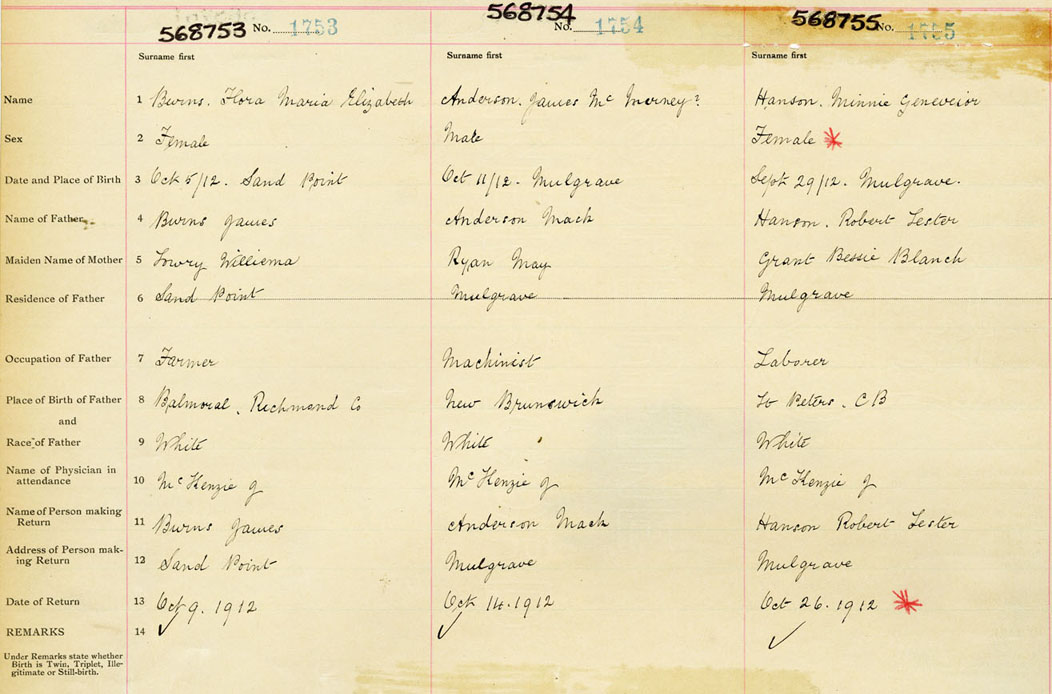 568753 No. 1753 568754 No. 1754 568755 No. 1755
Surname first Surname first Surname first
Name 1 Burns. Flora Maria Elizabeth Anderson. James Mc ? Hanson. Minnie
Sex 2 Female Male Female
Date and Place of Birth 3 Oct 5/12. Sand Point Oct 11/12. Mulgrave Sept 29/12. Mulgrave.
Name of Father 4 Burns James Anderson Mack Hanson. Robert Lester
Maiden Name of Mother 5 Lowry Williema Ryan May Grant Bessie Blanch
Residence of Father 6 Sand Point Mulgrave Mulgrave
Occupation of Father 7 Farmer Machinist Laborer
Place of Birth of Father 8 Balmoral, Richmond Co New Brunswick St Peters. C B
and
Race of Father 9 White White White
Name of Physician in
attendance 10 McKenzie J McKenzie J McKenzie J
Name of Person making
Return 11 Burns James Anderson Mack Hanson Robert Lester
Address of Person mak-
ing Return 12 Sand Point Mulgrave Mulgrave
Date of Return 13 Oct 9. 1912 Oct 14. 1912 Oct 26. 1912
REMARKS 14 ✓ ✓ ✓
Under Remarks state whether
Birth is Twin, Triplet, Ille-
gitimate or Still-birth.